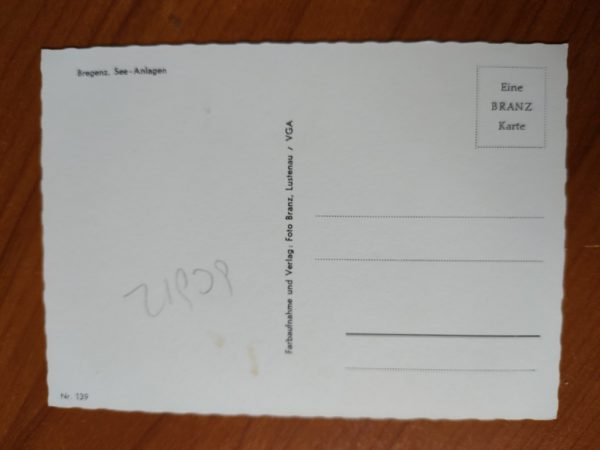 Bregenz, See-Anlagen
Eine
BRANZ
Karte
Farbaufnahme und Verlag: Foto Branz, Lustenau / VGA
Nr. 139